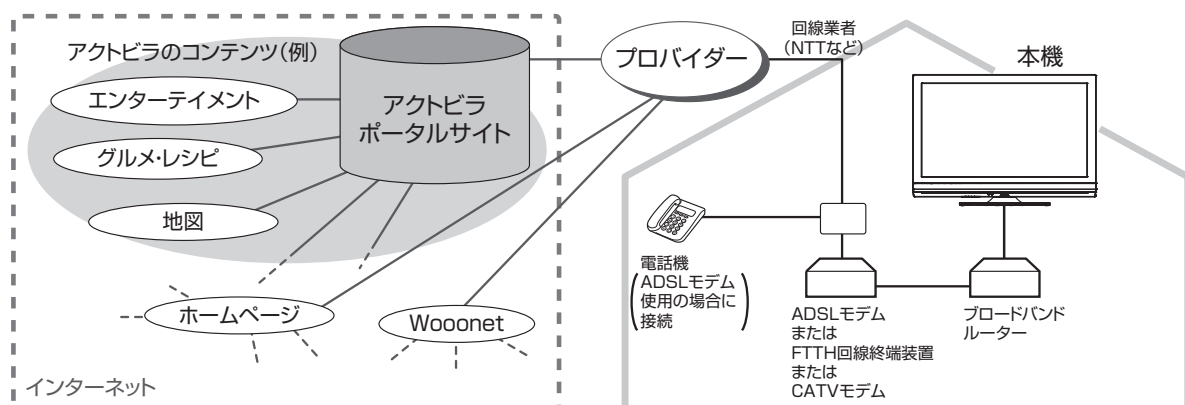 アクトビラのコンテンツ(例)
エンターテイメント
グルメ・レシピ
地図
アクトビラ
ポータルサイト
ホームページ
Wooonet
インターネット
プロバイダー
回線業者
(NTTなど)
本機
電話機
(ADSLモデム
使用の場合に
接続)
ADSLモデム
または
FTTH回線終端装置
または
CATVモデム
ブロードバンド
ルーター